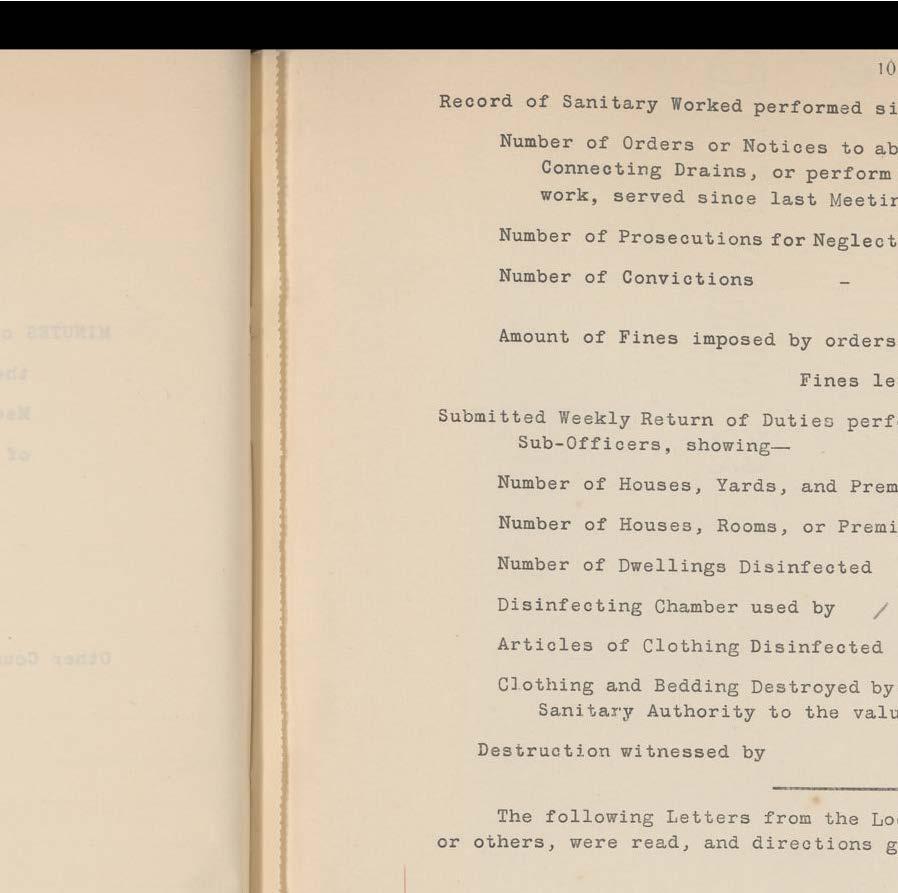 10
Record of Sanitary Worked performed si
Number of Orders or Notices to ab
Connecting Drains, or perform
work, served since last Meetin
Number of Prosecutions for Neglect
Number of Convictions -
Amount of Fines imposed by orders
Fines le
Submitted Weekly Return of Duties perfo
Sub-Officers, showing—
Number of Houses, Yards, and Prem
Number of Houses, Rooms, or Premi
Number of Dwellings Disinfected
Disinfecting Chamber used by /
Articles of Clothing Disinfected
Clothing and Bedding Destroyed by
Sanitary Authority to the valu
Destruction witnessed by
The following Letters from the Loc
or others, were read, and directions g